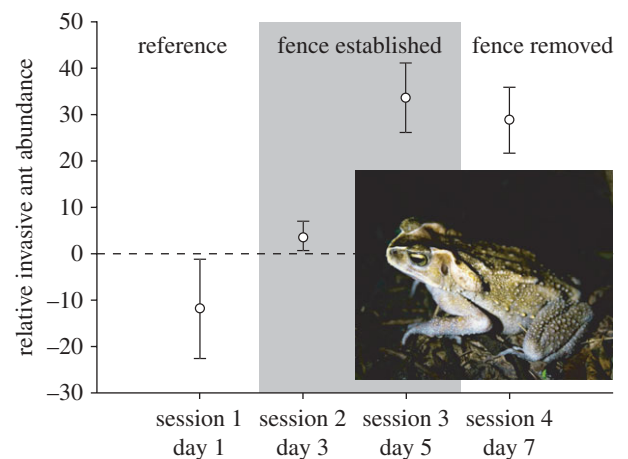 relative invasive ant abundance
50
40
30
20
10
0
–10
–20
–30
reference
fence established
fence removed
session 1
day 1
session 2
day 3
session 3
day 5
session 4
day 7